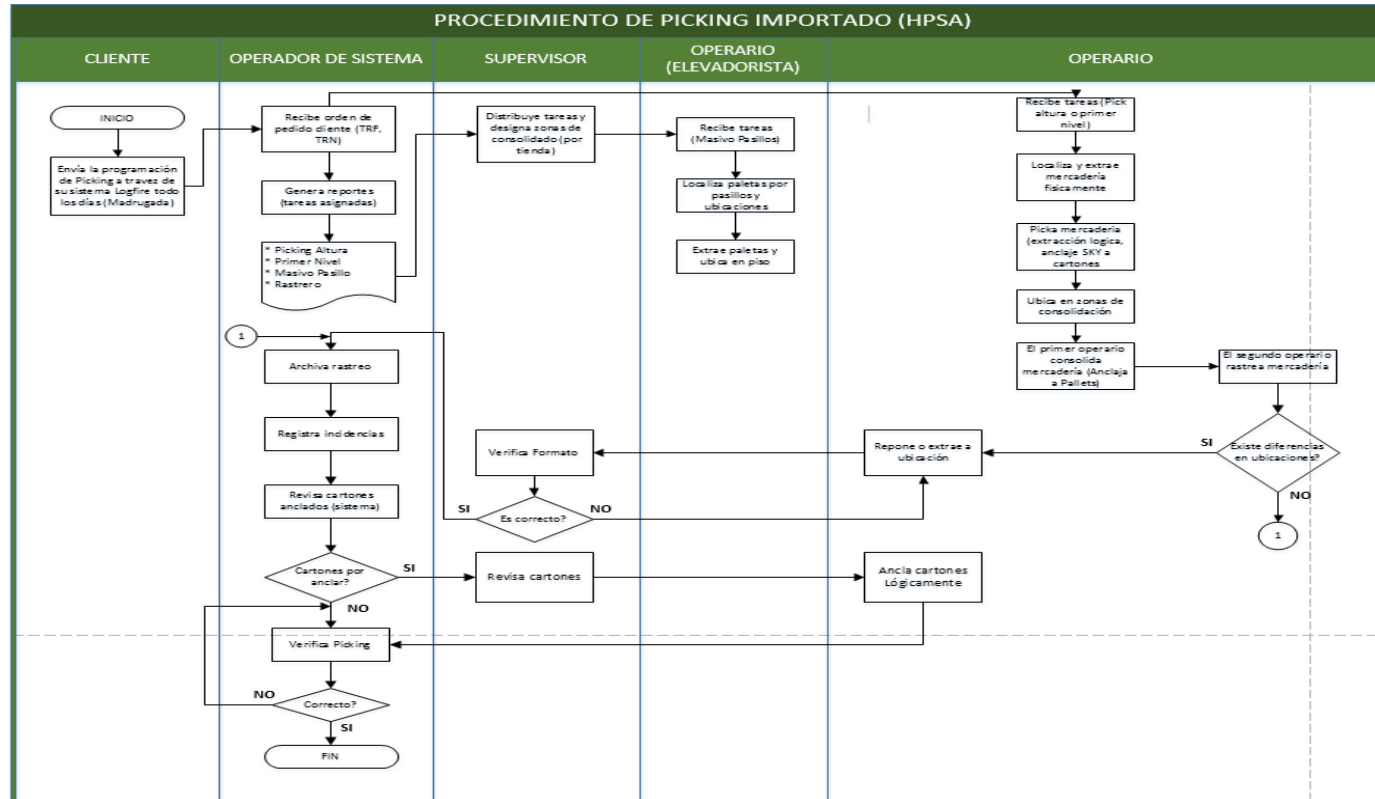 PROCEDIMIENTO DE PICKING IMPORTADO (HPSA)
CLIENTE
OPERADOR DE SISTEMA
SUPERVISOR
OPERARIO
(ELEVADORISTA)
OPERARIO
INICIO
Envía la programación
de Picking a travez de
su sistema Logfire todo
los días (Madrugada)
Recibe orden de
pedido cliente (TRF,
TRN)
Genera reportes
(tareas asignadas)
* Picking Altura
* Primer Nivel
* Masivo Pasillo
* Rastrero
Distribuye tareas y
designa zonas de
consolidado (por
tienda)
Recibe tareas
(Masivo Pasillos)
Localiza paletas por
pasillos y
ubicaciones
Extrae paletas y
ubica en piso
Recibe tareas (Pick
altura o primer
nivel)
Localiza y extrae
mercadería
fisicamente
Picka mercaderia
(extracción logica,
anclaje SKY a
cartones
Ubica en zonas de
consolidación
El primer operario
consolida
mercadería (Anclaja
a Pallets)
El segundo operario
rastrea mercadería
Existe diferencias
en ubicaciones?
SI
NO
1
Repone o extrae a
ubicación
Verifica Formato
Es correcto?
SI
NO
1
Archiva rastreo
Registra incidencias
Revisa cartones
anclados (sistema)
Cartones por
anclar?
SI
NO
Revisa cartones
Ancla cartones
Lógicamente
Verifica Picking
Correcto?
NO
SI
FIN